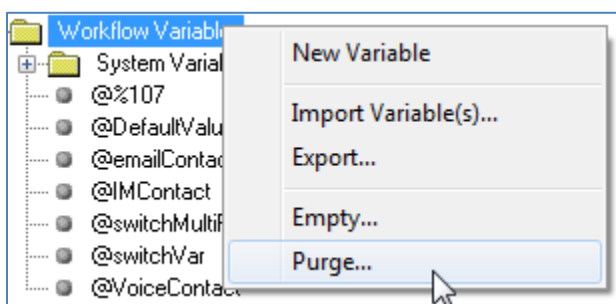 Workflow Variabl
System Varial
@%107
@DefaultValu
@emailContac
@IMContact
@switchMultiF
@switchVar
@VoiceContact
New Variable
Import Variable(s)...
Export...
Empty...
Purge...